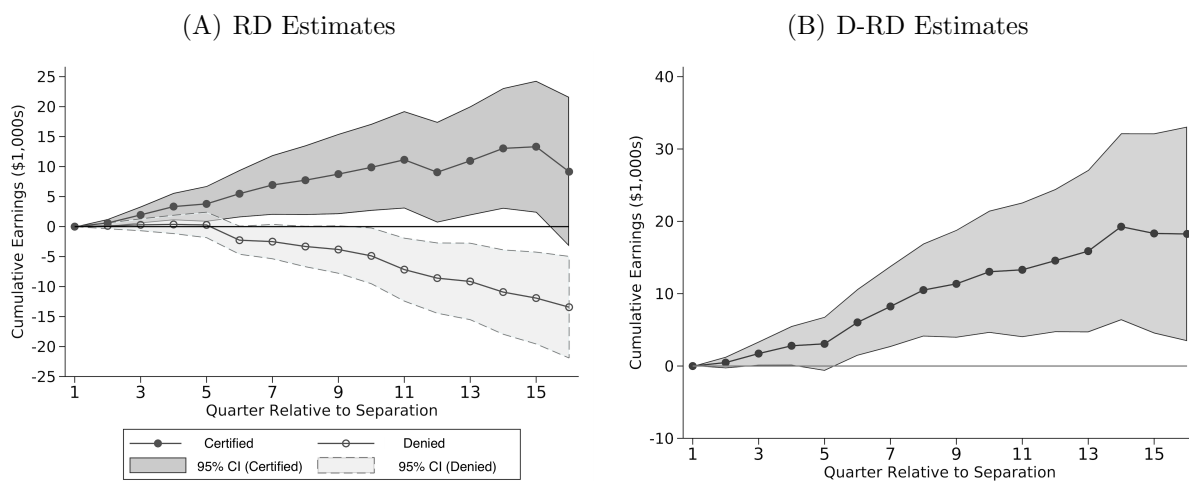 (A) RD Estimates
25
20
15
10
5
0
-5
-10
-15
-20
-25
Cumulative Earnings ($1,000s)
1 3 5 7 9 11 13 15
Quarter Relative to Separation
Certified Denied
95% CI (Certified) 95% CI (Denied)
(B) D-RD Estimates
40
30
20
10
0
-10
Cumulative Earnings ($1,000s)
1 3 5 7 9 11 13 15
Quarter Relative to Separation